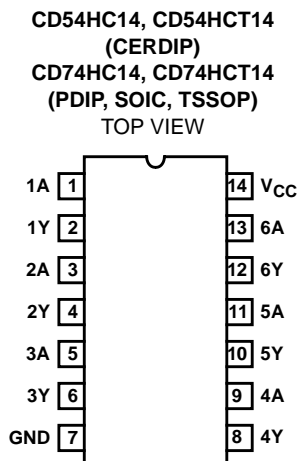 CD54HC14, CD54HCT14
(CERDIP)
CD74HC14, CD74HCT14
(PDIP, SOIC, TSSOP)
TOP VIEW
1A 1 14 VCC
1Y 2 13 6A
2A 3 12 6Y
2Y 4 11 5A
3A 5 10 5Y
3Y 6 9 4A
GND 7 8 4Y